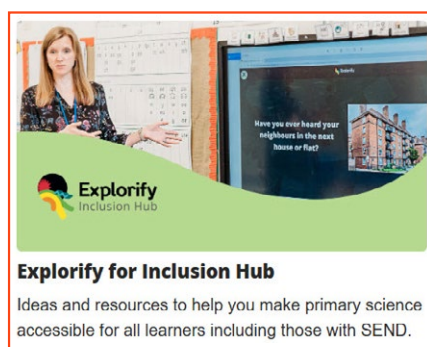 Explorify
Have you ever heard your
neighbours in the next
house or flat?
Explorify
Inclusion Hub
Explorify for Inclusion Hub
Ideas and resources to help you make primary science
accessible for all learners including those with SEND.